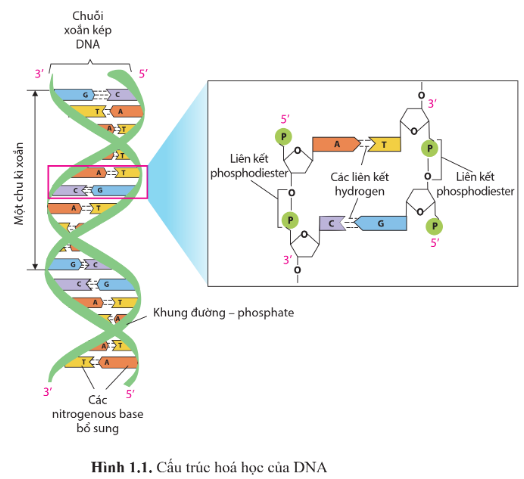 Chuỗi
xoắn kép
DNA
3' 5'
G C
T A
A T
A T
C G
A T
G C
C G
A T
A
A T
T A
3' 5'
Một chu kì xoắn
Khung đường – phosphate
Các
nitrogenous base
bổ sung
5'
P
A T
O
O
3'
O
P
Liên kết
phosphodiester
Các liên kết
hydrogen
Liên kết
phosphodiester
O
P
O
3'
O
C G
O
O
P
5'
Hình 1.1. Cấu trúc hoá học của DNA